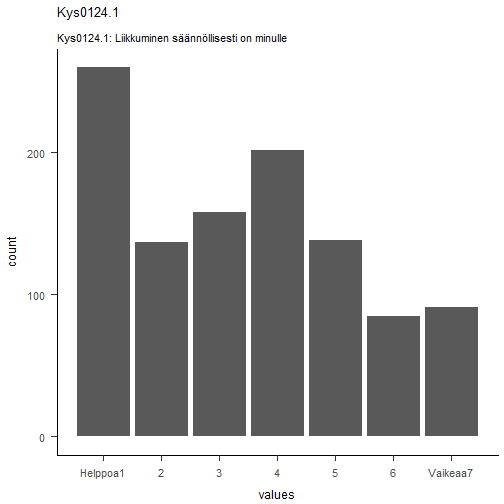 Kys0124.1
Kys0124.1: Liikkuminen säännöllisesti on minulle
200
100
0
count
Helppoa1 2 3 4 5 6 Vaikeaa7
values